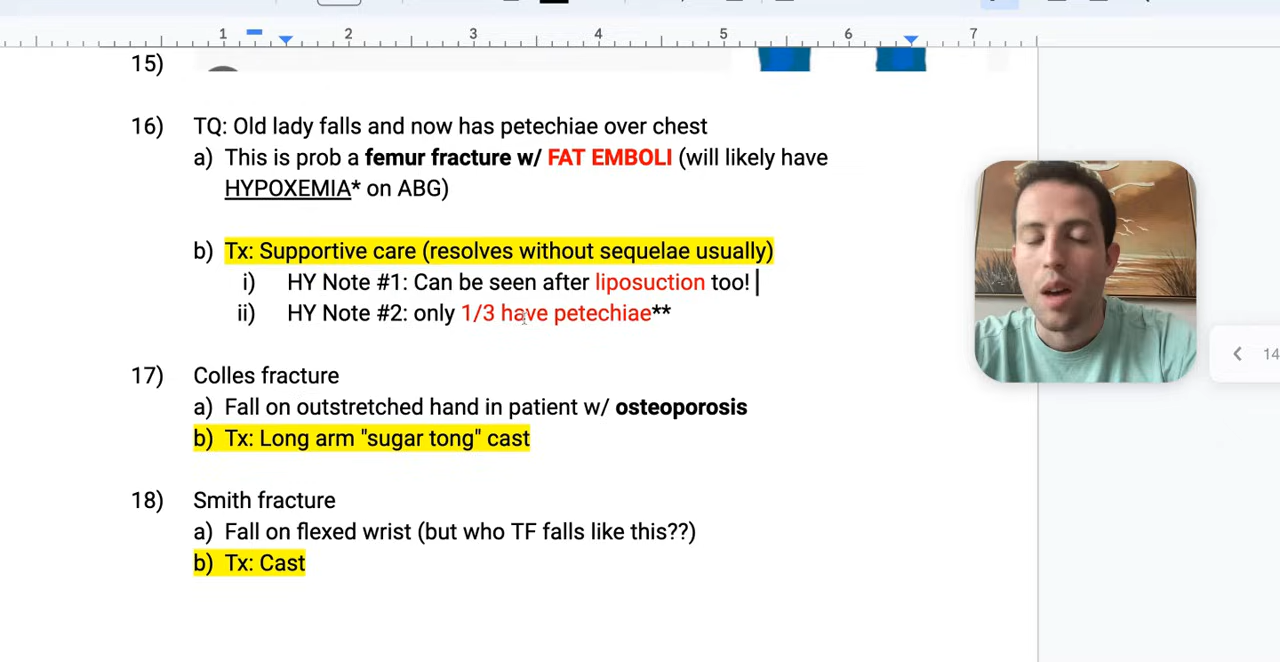 1 2 3 4 5 6 7
15)
16) TQ: Old lady falls and now has petechiae over chest
a) This is prob a femur fracture w/ FAT EMBOLI (will likely have
HYPOXEMIA* on ABG)
b) Tx: Supportive care (resolves without sequelae usually)
i) HY Note #1: Can be seen after liposuction too!
ii) HY Note #2: only 1/3 have petechiae**
17) Colles fracture
a) Fall on outstretched hand in patient w/ osteoporosis
b) Tx: Long arm "sugar tong" cast
18) Smith fracture
a) Fall on flexed wrist (but who TF falls like this??)
b) Tx: Cast
14